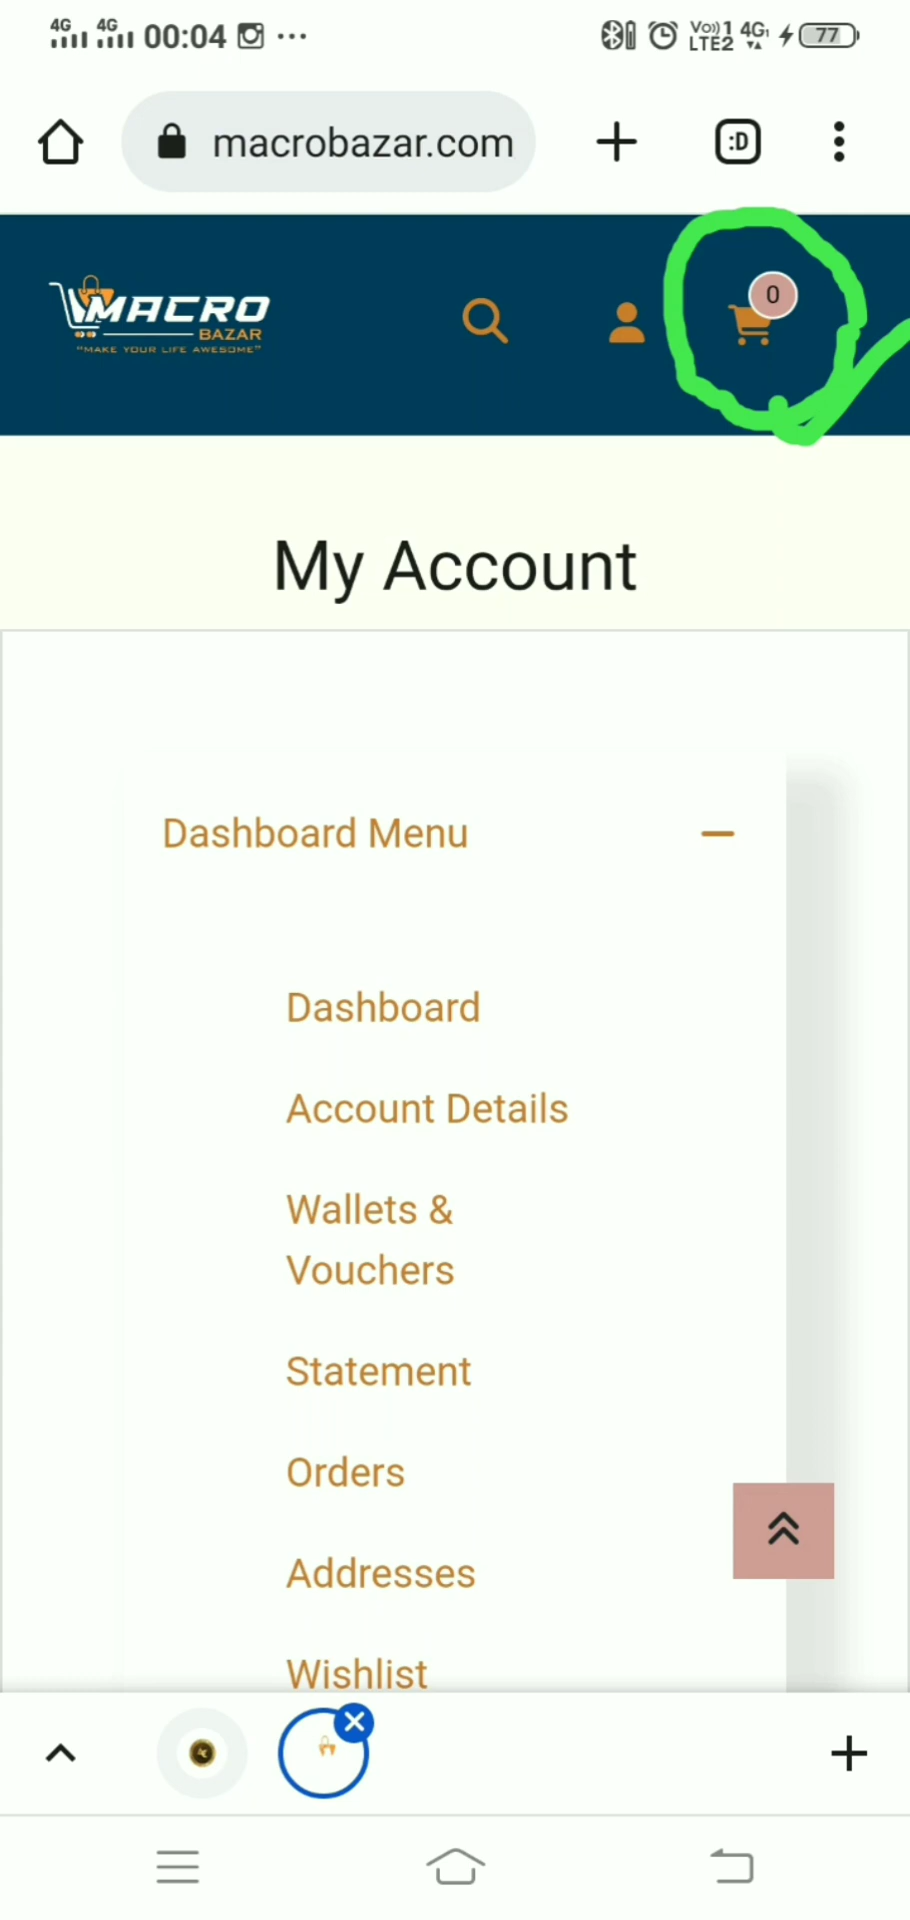 4G 4G 00:04 ... Vo)) 1 LTE2 4G 77
macrobazar.com :D
MACRO
BAZAR
"MAKE YOUR LIFE AWESOME"
0
My Account
Dashboard Menu
Dashboard
Account Details
Wallets &
Vouchers
Statement
Orders
Addresses
Wishlist